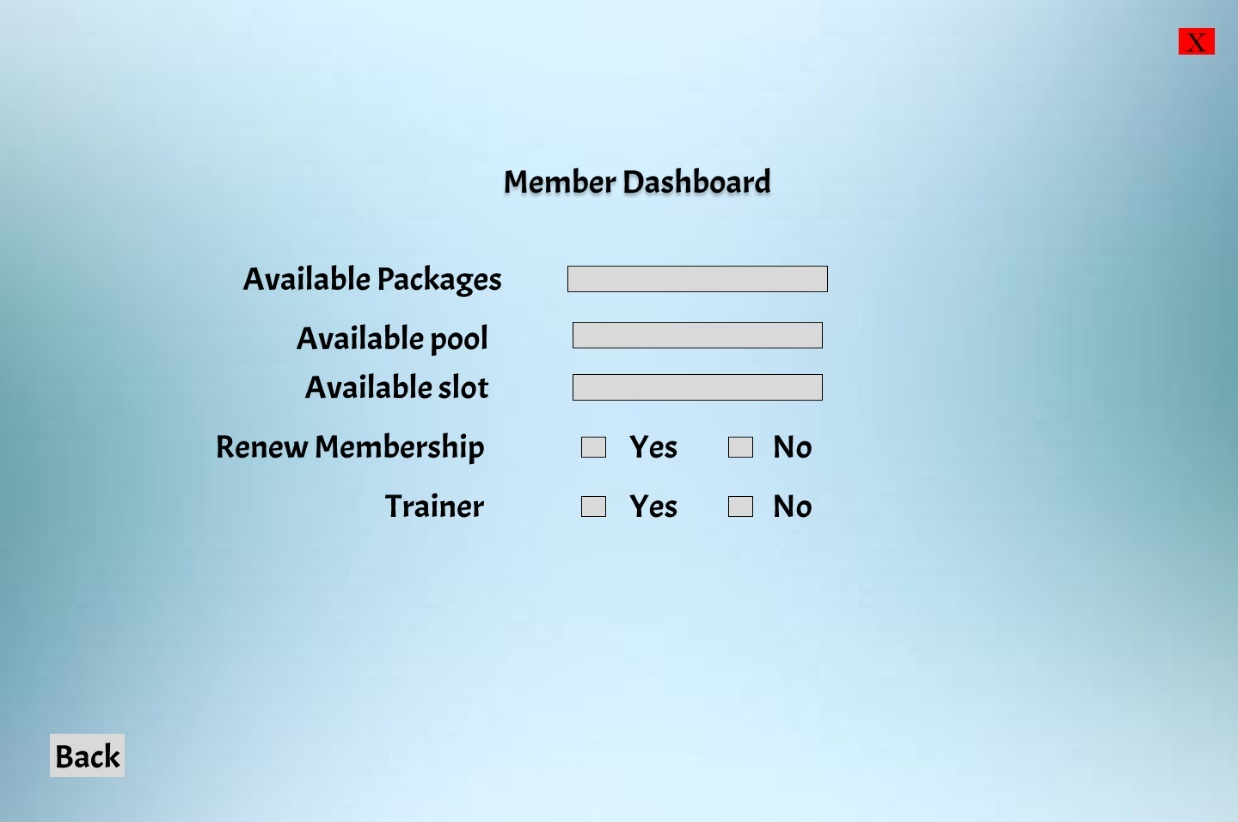 X
Member Dashboard
Available Packages
Available pool
Available slot
Renew Membership Yes No
Trainer Yes No
Back